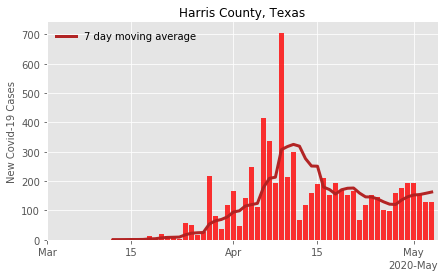 Harris County, Texas
7 day moving average
New Covid-19 Cases
700
600
500
400
300
200
100
0
Mar
15
Apr
15
May
2020-May